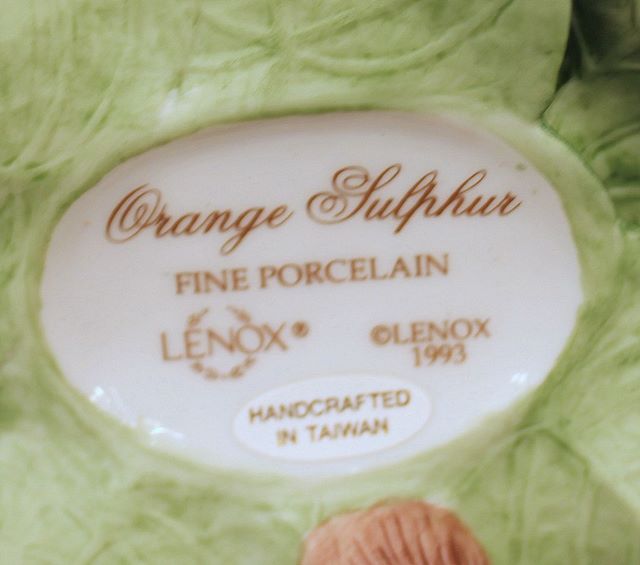 Orange Sulphur
FINE PORCELAIN
LENOX®
©LENOX
1993
HANDCRAFTED
IN TAIWAN